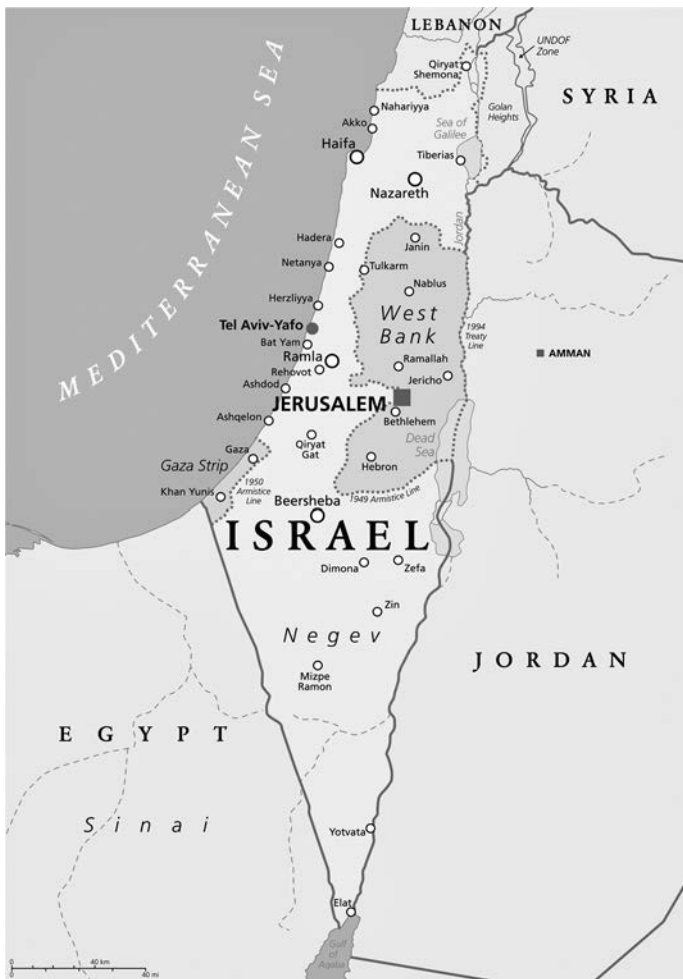 LEBANON
UNDOF
Zone
Qiryat
Shemona
SYRIA
Golan
Heights
Nahariyya
Akko
Sea of
Galilee
Haifa
Tiberias
Nazareth
MEDITERRANEAN SEA
Jordan
Hadera
Janin
Netanya
Tulkarm
Nablus
Herzliyya
West
Bank
Tel Aviv-Yafo
1994
Treaty
Line
Bat Yam
AMMAN
Ramla
Ramallah
Rehovot
Jericho
Ashdod
JERUSALEM
Ashqelon
Bethlehem
Dead
Sea
Qiryat
Gat
Gaza
Gaza Strip
Hebron
1950
Armistice
Line
Khan Yunis
Beersheba
1949 Armistice Line
ISRAEL
Dimona
Zefa
Zin
Negev
JORDAN
Mizpe
Ramon
EGYPT
Sinai
Yotvata
Elat
Gulf
of
Aqaba
0 40 km
0 40 mi